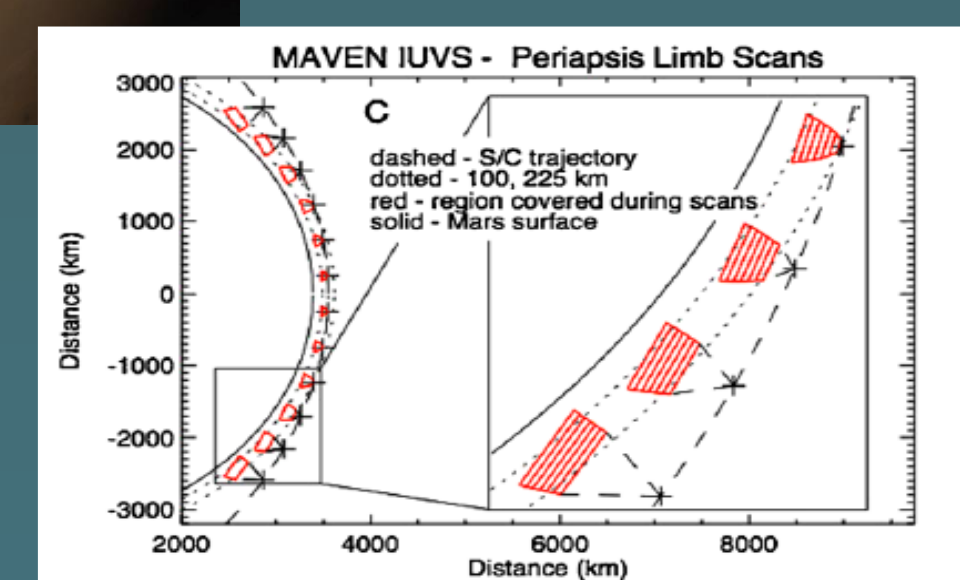 MAVEN IUVS - Periapsis Limb Scans
C
dashed - S/C trajectory
dotted - 100, 225 km
red - region covered during scans
solid - Mars surface
Distance (km)
3000
2000
1000
0
-1000
-2000
-3000
2000 4000 6000 8000
Distance (km)